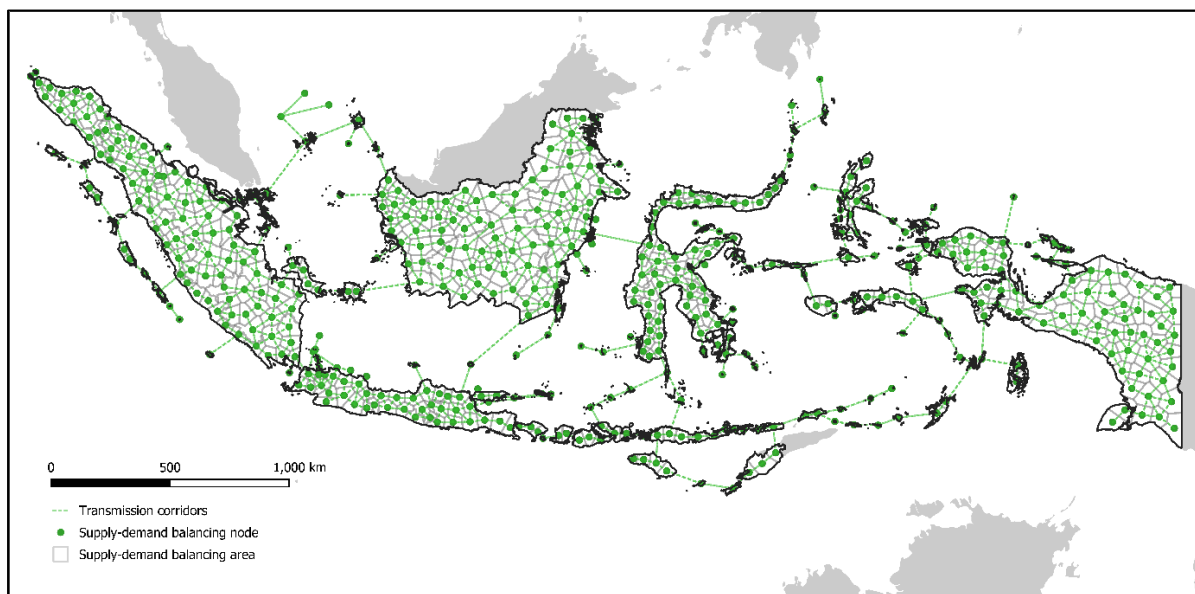 0 500 1,000 km
Transmission corridors
Supply-demand balancing node
Supply-demand balancing area